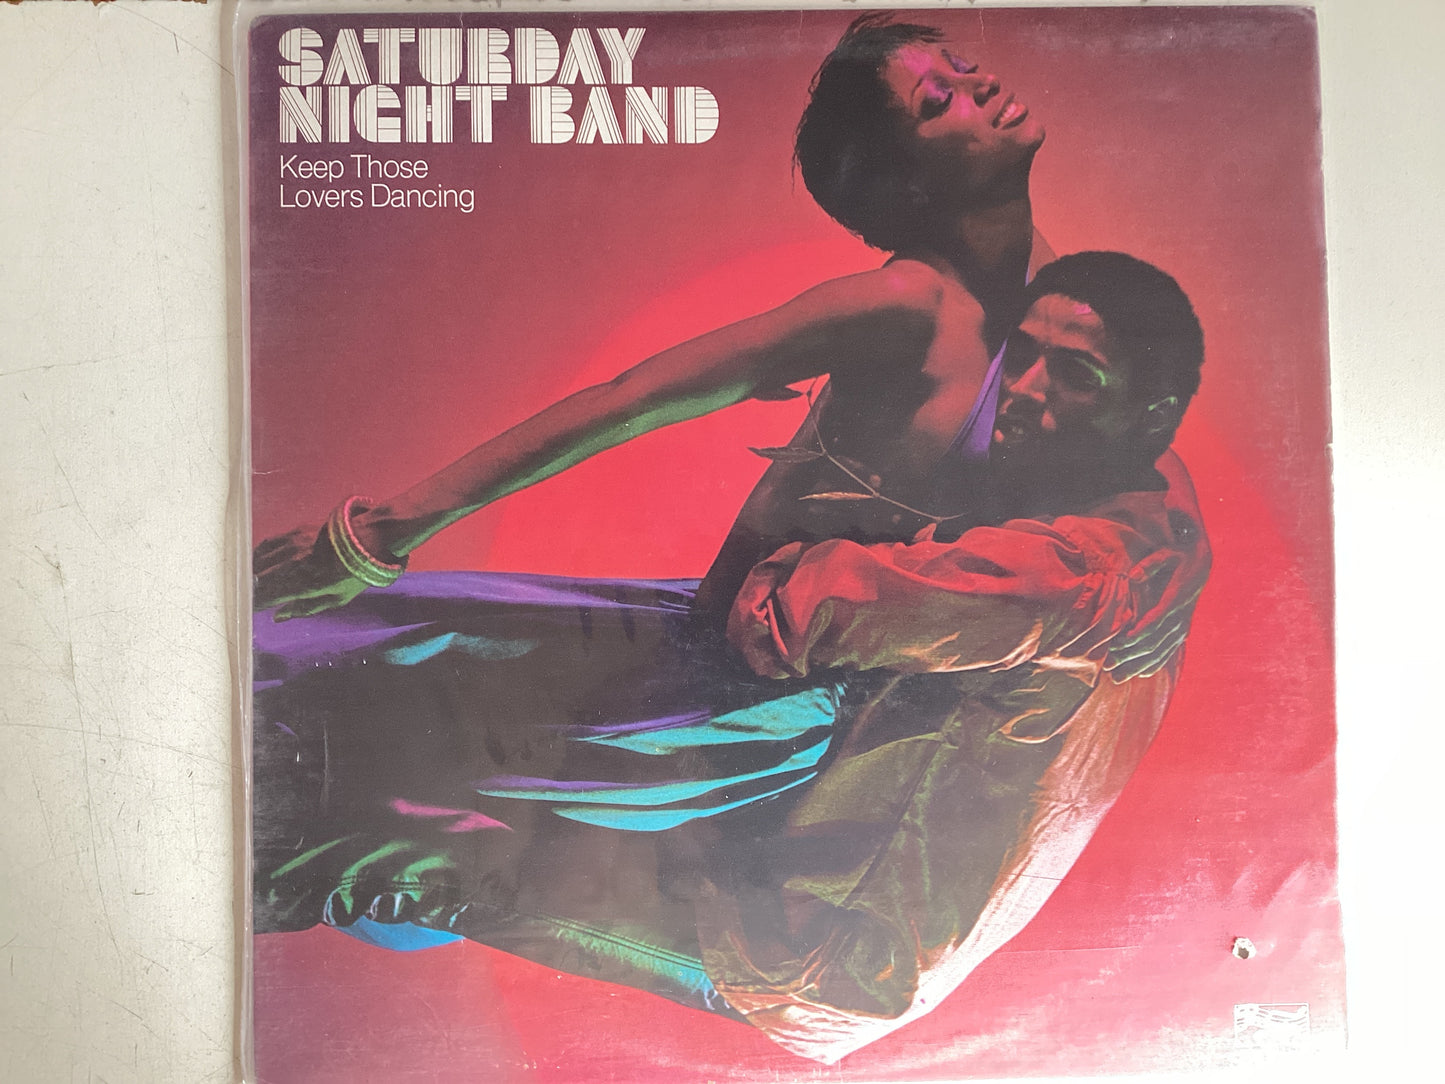 SATURDAY
NIGHT BAND
Keep Those
Lovers Dancing